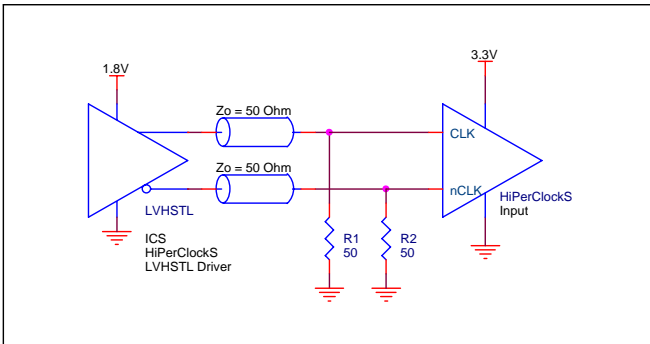 1.8V
3.3V
Zo = 50 Ohm
CLK
Zo = 50 Ohm
nCLK
HiPerClockS
Input
LVHSTL
ICS
HiPerClockS
LVHSTL Driver
R1
50
R2
50